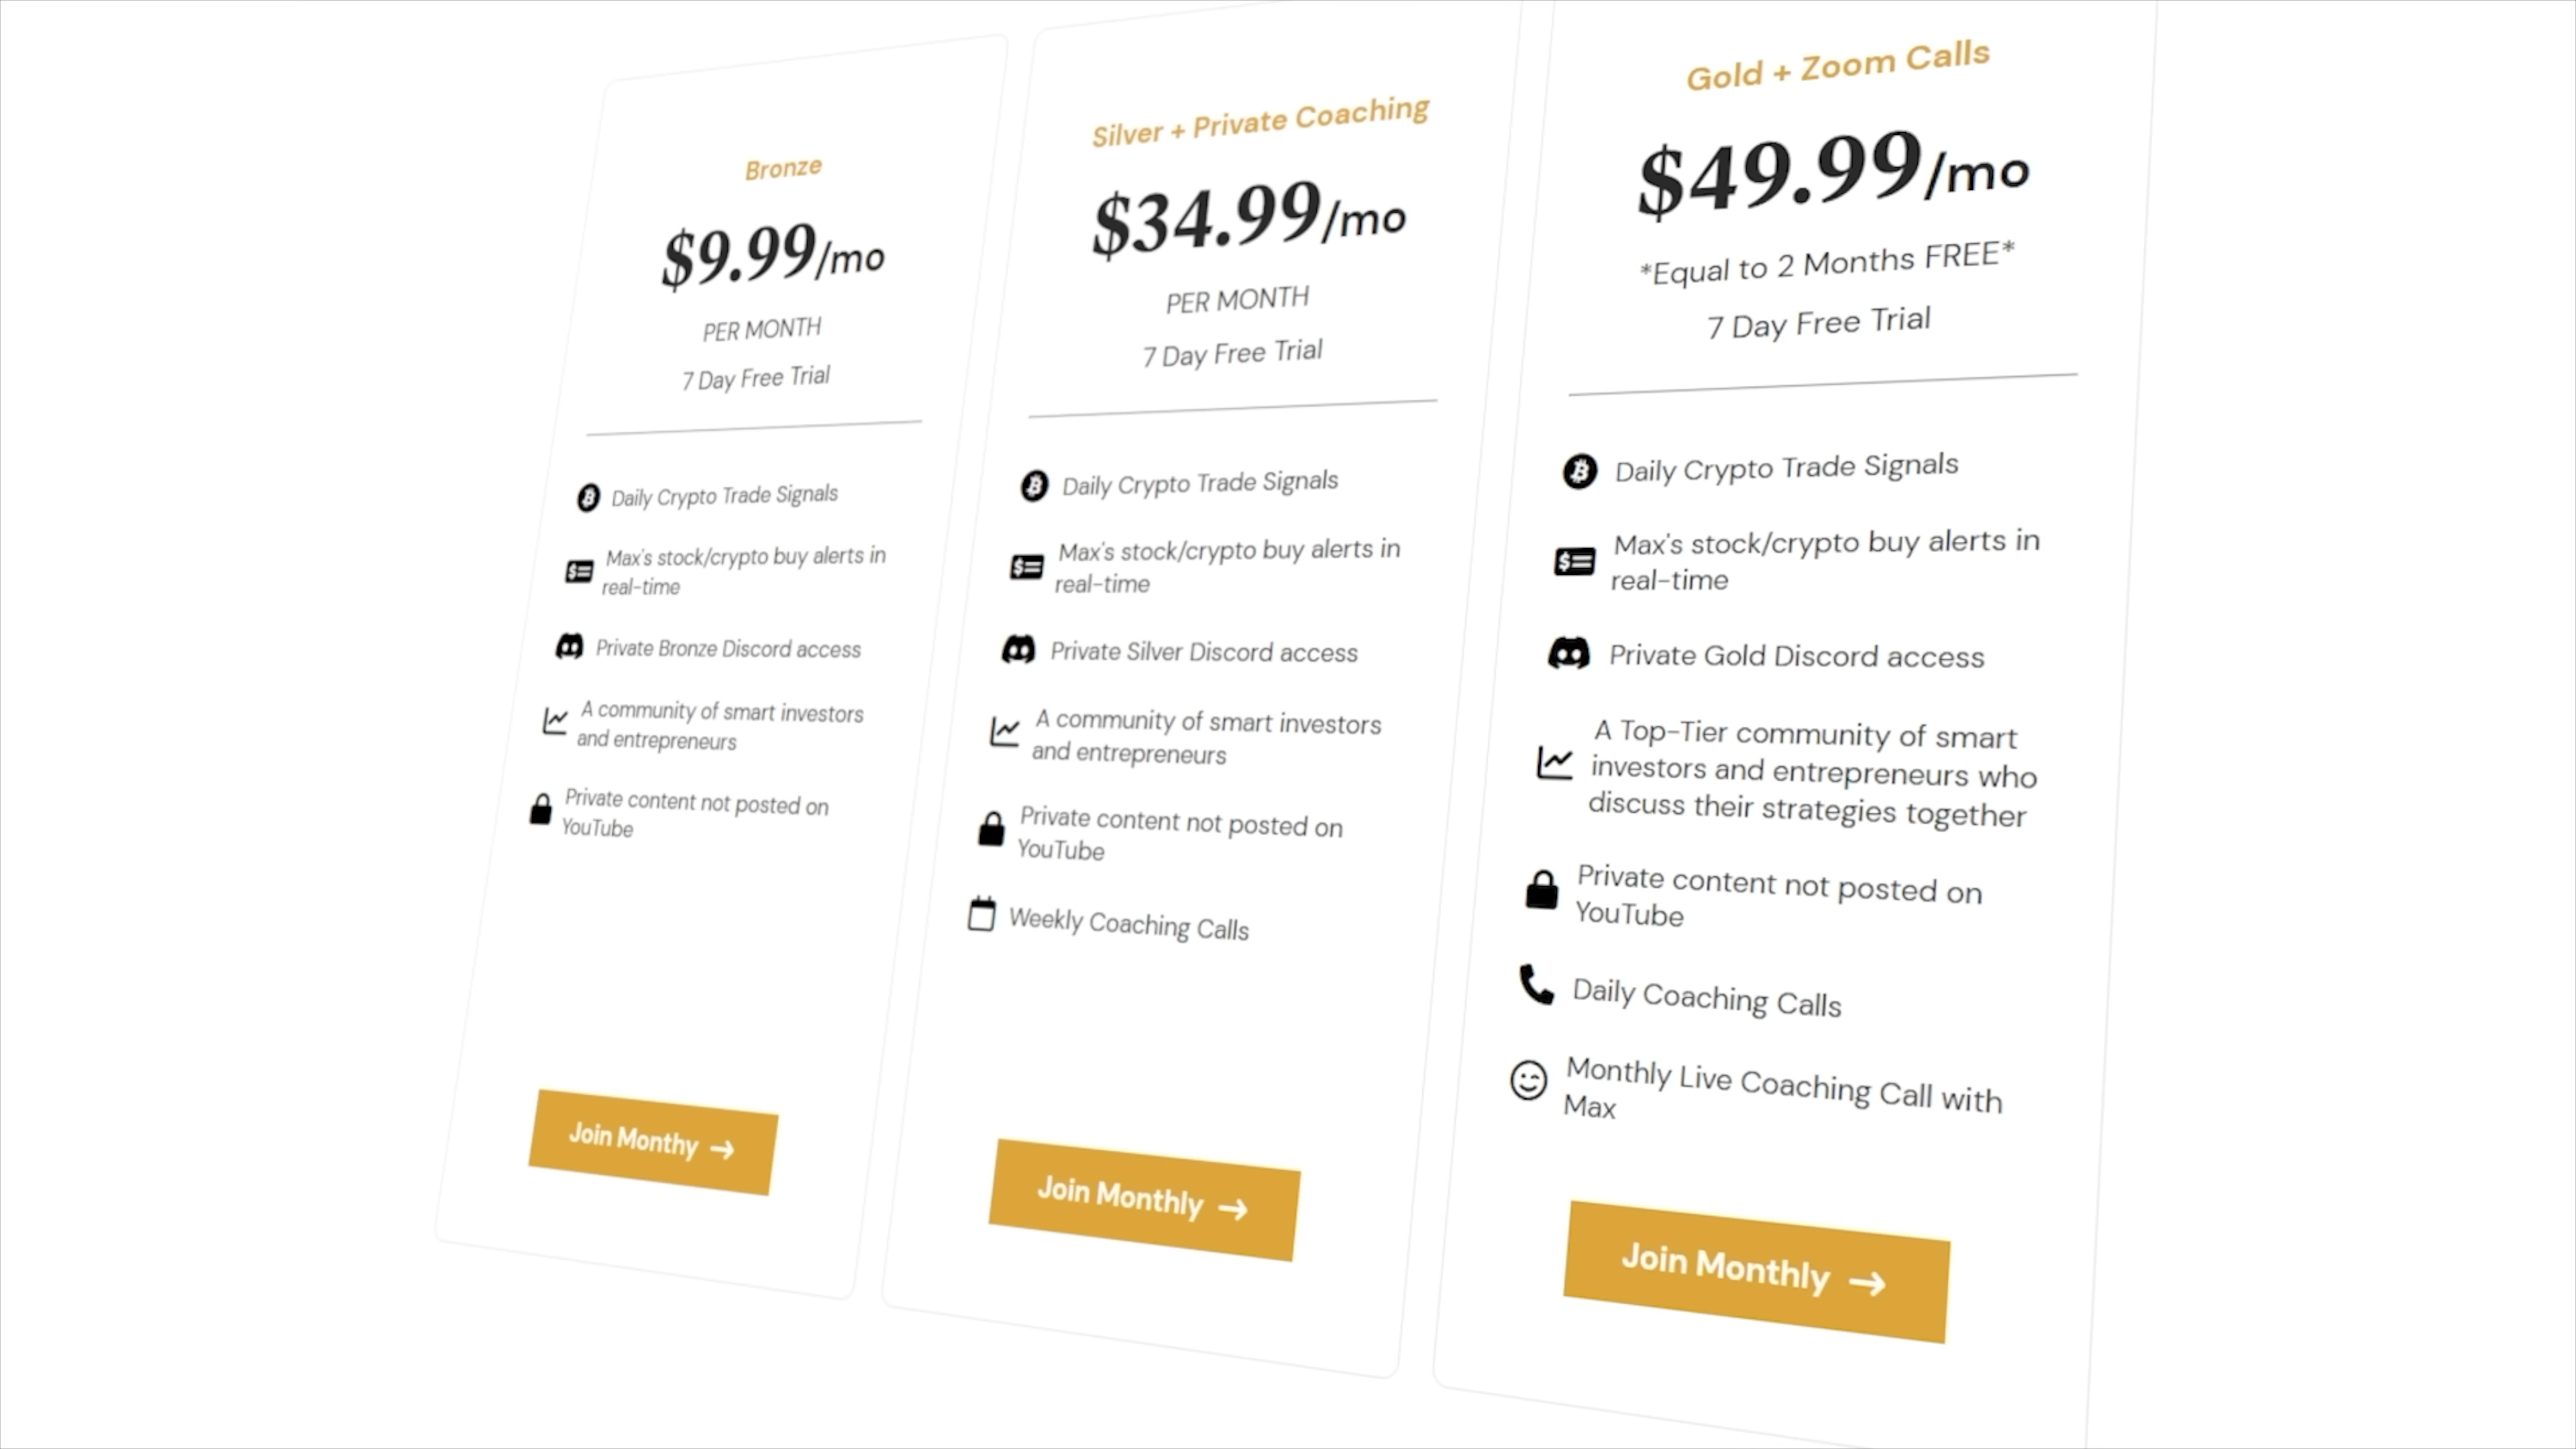 Bronze
$9.99/mo
PER MONTH
7 Day Free Trial
Daily Crypto Trade Signals
Max's stock/crypto buy alerts in
real-time
Private Bronze Discord access
A community of smart investors
and entrepreneurs
Private content not posted on
YouTube
Join Monthy →
Silver + Private Coaching
$34.99/mo
PER MONTH
7 Day Free Trial
Daily Crypto Trade Signals
Max's stock/crypto buy alerts in
real-time
Private Silver Discord access
A community of smart investors
and entrepreneurs
Private content not posted on
YouTube
Weekly Coaching Calls
Join Monthly →
Gold + Zoom Calls
$49.99/mo
*Equal to 2 Months FREE*
7 Day Free Trial
Daily Crypto Trade Signals
Max's stock/crypto buy alerts in
real-time
Private Gold Discord access
A Top-Tier community of smart
investors and entrepreneurs who
discuss their strategies together
Private content not posted on
YouTube
Daily Coaching Calls
Monthly Live Coaching Call with
Max
Join Monthly →